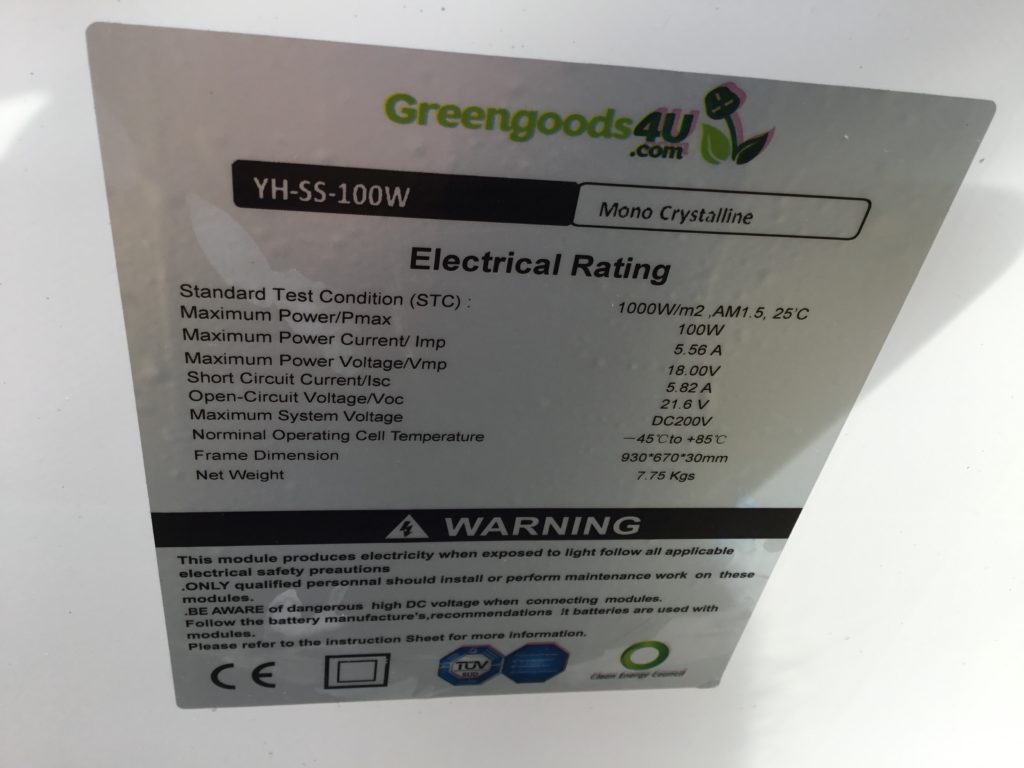 Greengoods4U
.com
YH-SS-100W
Mono Crystalline
Electrical Rating
Standard Test Condition (STC) : 1000W/m2 ,AM1.5, 25℃
Maximum Power/Pmax 100W
Maximum Power Current/ Imp 5.56 A
Maximum Power Voltage/Vmp 18.00V
Short Circuit Current/Isc 5.82 A
Open-Circuit Voltage/Voc 21.6 V
Maximum System Voltage DC200V
Norminal Operating Cell Temperature －45℃to +85℃
Frame Dimension 930*670*30mm
Net Weight 7.75 Kgs
WARNING
This module produces electricity when exposed to light follow all applicable
electrical safety preautions
.ONLY qualified personnal should install or perform maintenance work on these
modules.
.BE AWARE of dangerous high DC voltage when connecting modules.
Follow the battery manufacture's,recommendations It batteries are used with
modules.
Please refer to the instruction Sheet for more information.
CE
TÜV
SUD
Clean Energy Council